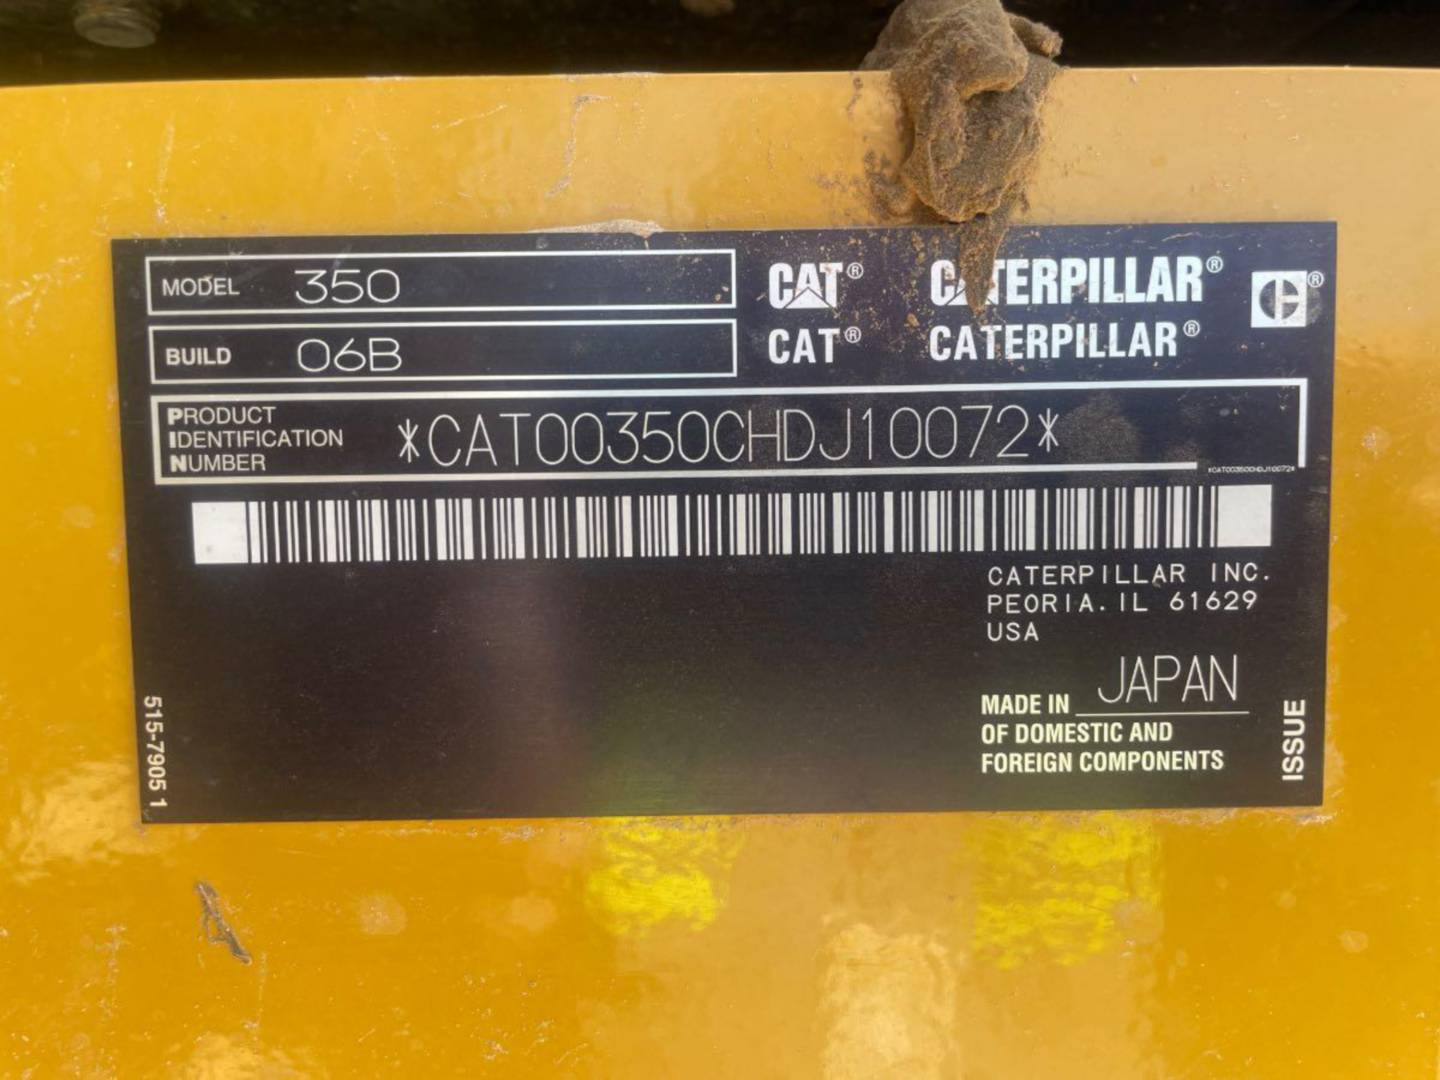 MODEL 350
BUILD 06B
CAT® CATERPILLAR® ®
CAT® CATERPILLAR®
PRODUCT
IDENTIFICATION
NUMBER
*CAT00350CHDJ10072*
*CAT00350CHDJ10072*
CATERPILLAR INC.
PEORIA. IL 61629
USA
MADE IN JAPAN
OF DOMESTIC AND
FOREIGN COMPONENTS
515-7905 1
ISSUE